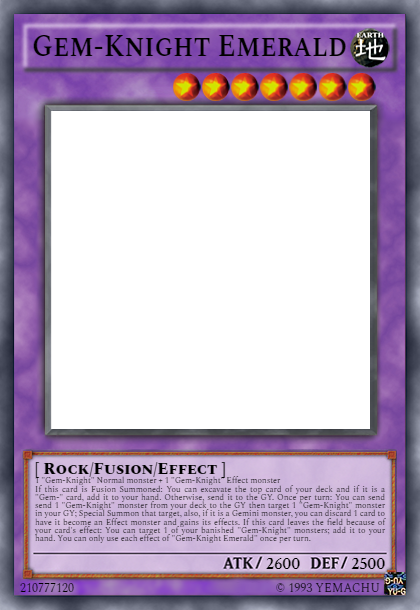 Gem-Knight Emerald
EARTH
地
[ Rock/Fusion/Effect ]
1 "Gem-Knight" Normal monster + 1 "Gem-Knight" Effect monster
If this card is Fusion Summoned: You can excavate the top card of your deck and if it is a
"Gem-" card, add it to your hand. Otherwise, send it to the GY. Once per turn: You can send
send 1 "Gem-Knight" monster from your deck to the GY then target 1 "Gem-Knight" monster
in your GY; Special Summon that target, also, if it is a Gemini monster, you can discard 1 card to
have it become an Effect monster and gains its effects. If this card leaves the field because of
your card's effect: You can target 1 of your banished "Gem-Knight" monsters; add it to your
hand. You can only use each effect of "Gem-Knight Emerald" once per turn.
ATK/ 2600 DEF/ 2500
210777120
© 1993 YEMACHU